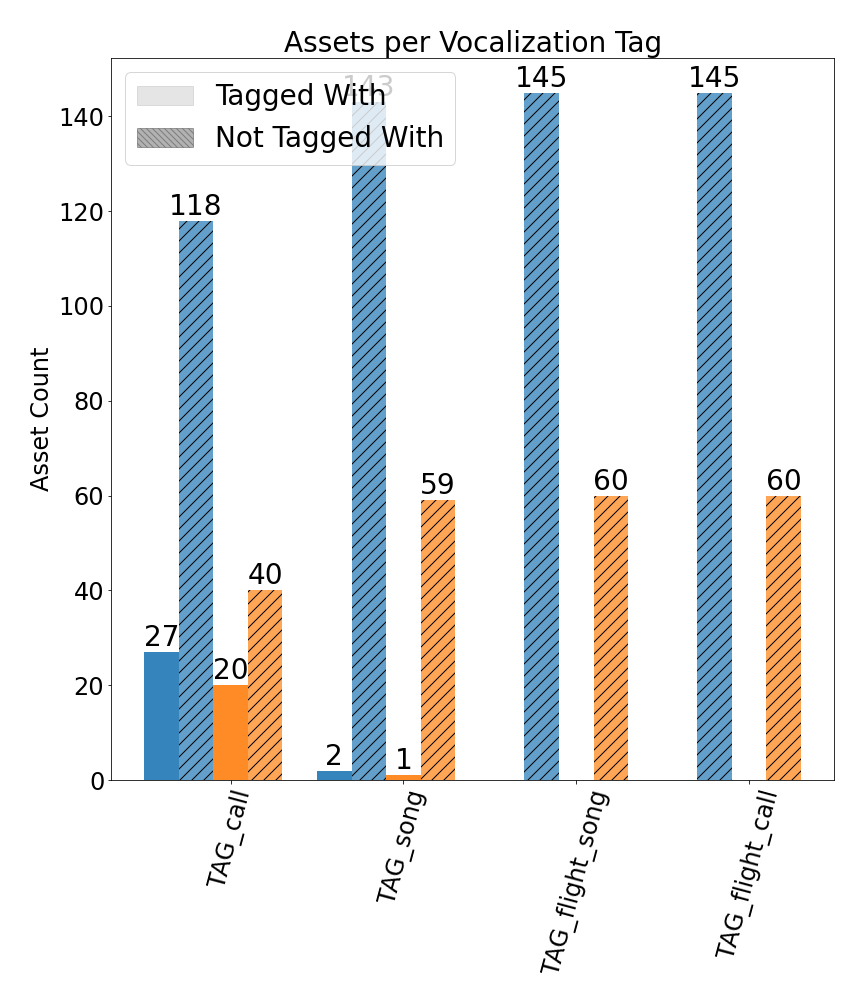 Assets per Vocalization Tag
Tagged With
Not Tagged With
143
145
145
118
59
60
60
27
20
40
2
1
Asset Count
140
120
100
80
60
40
20
0
TAG_call
TAG_song
TAG_flight_song
TAG_flight_call